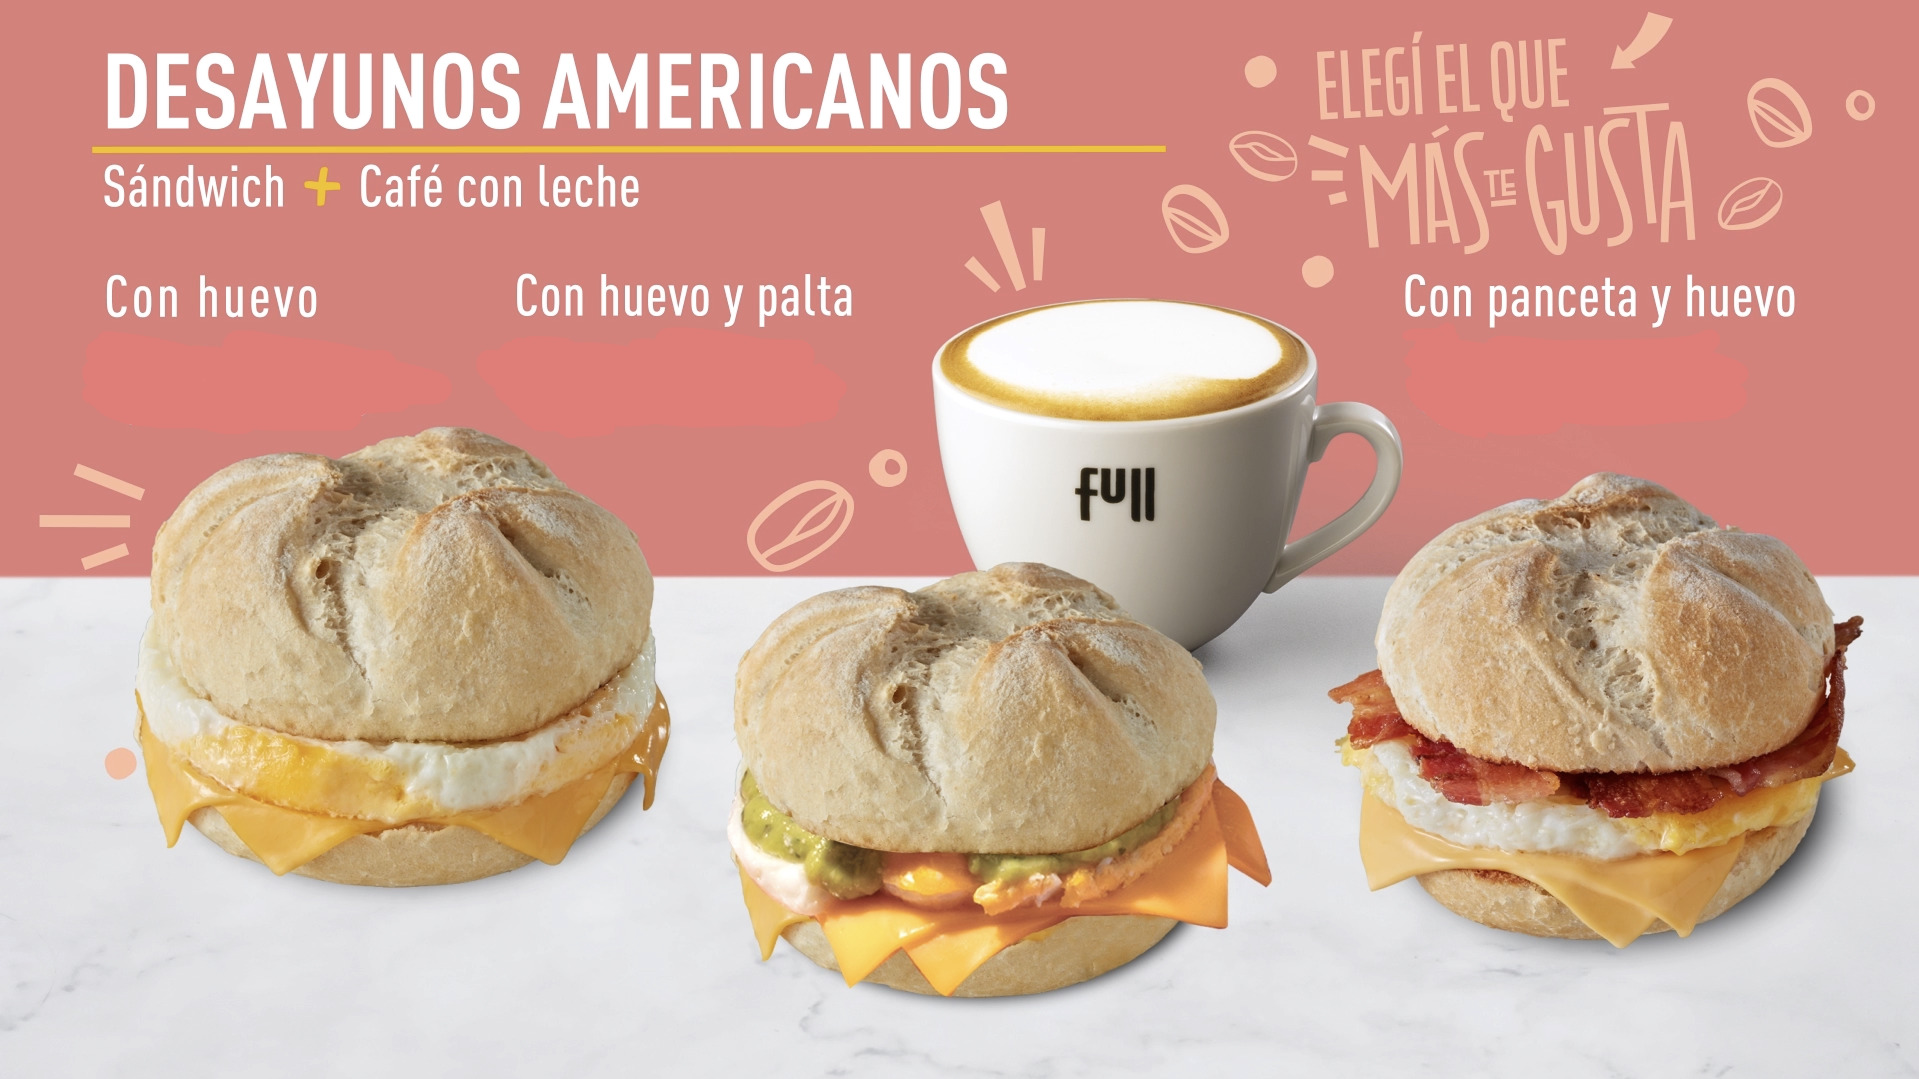 DESAYUNOS AMERICANOS
Sándwich + Café con leche
ELEGÍ EL QUE
MÁS TE GUSTA
Con huevo
Con huevo y palta
Con panceta y huevo
full